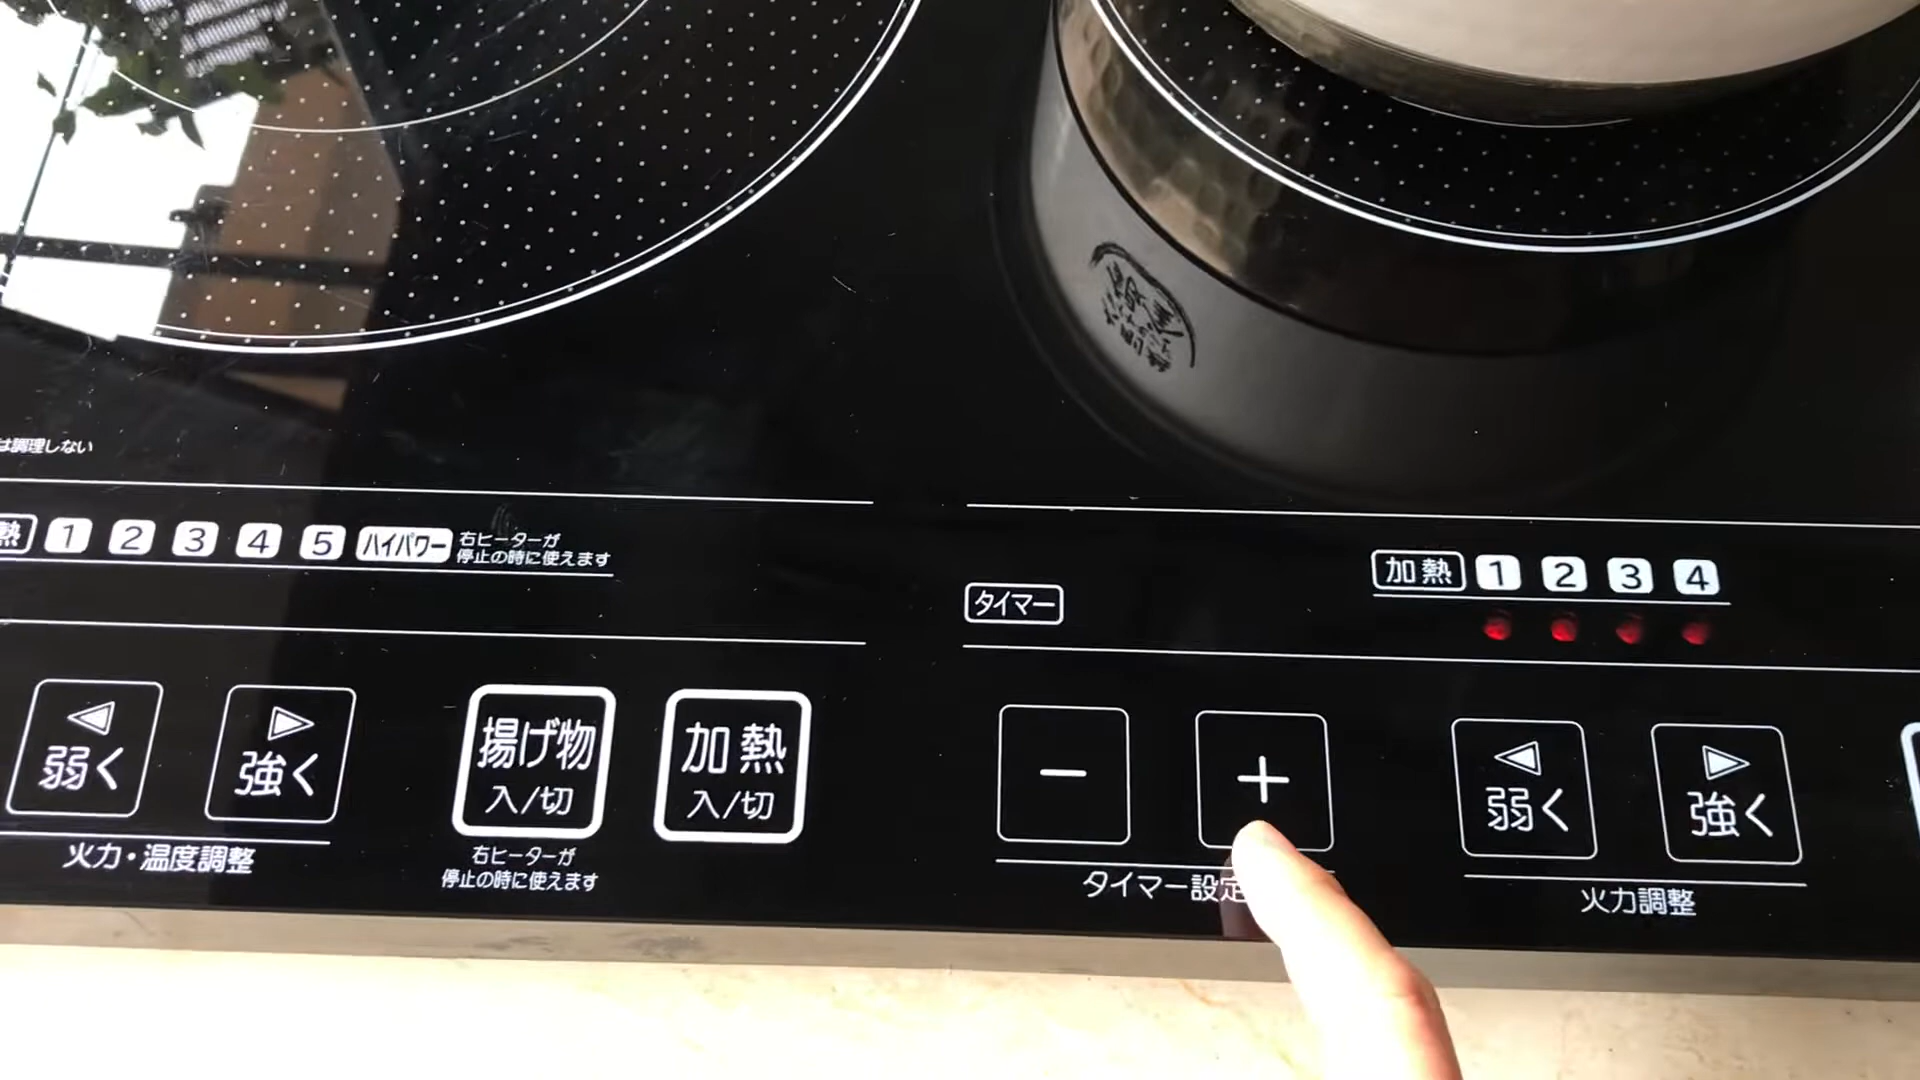 は調理しない
熱 1 2 3 4 5 ハイパワー 右ヒーターが
停止の時に使えます
タイマー
加熱 1 2 3 4
弱く
強く
揚げ物
入/切
加熱
入/切
−
+
弱く
強く
火力・温度調整
右ヒーターが
停止の時に使えます
タイマー設定
火力調整